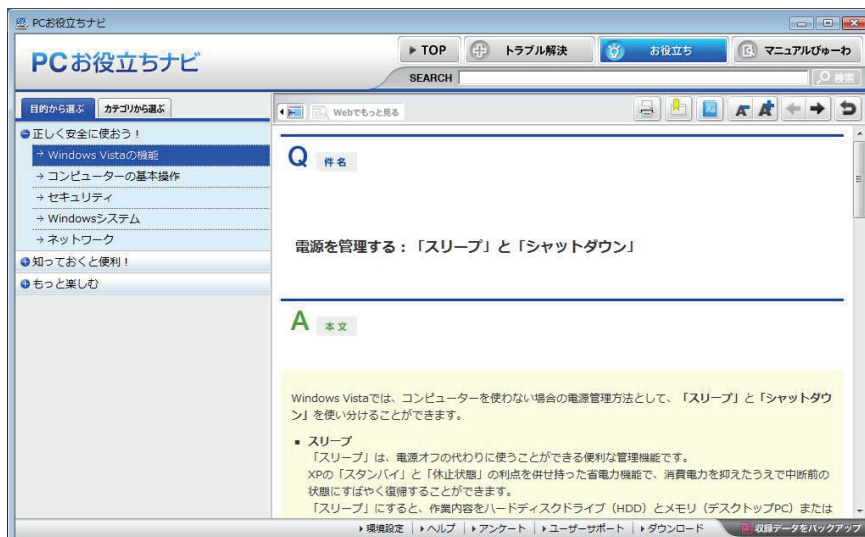 PCお役立ちナビ
PCお役立ちナビ
TOP
トラブル解決
お役立ち
マニュアルびゅーわ
SEARCH
検索
目的から選ぶ
カテゴリから選ぶ
Webでもっと見る
正しく安全に使おう！
→ Windows Vistaの機能
→ コンピューターの基本操作
→ セキュリティ
→ Windowsシステム
→ ネットワーク
知っておくと便利！
もっと楽しむ
Q 件名
電源を管理する：「スリープ」と「シャットダウン」
A 本文
Windows Vistaでは、コンピューターを使わない場合の電源管理方法として、「スリープ」と「シャットダウ
ン」を使い分けることができます。
▪ スリープ
「スリープ」は、電源オフの代わりに使うことができる便利な管理機能です。
XPの「スタンバイ」と「休止状態」の利点を併せ持った省電力機能で、消費電力を抑えたうえで中断前の
状態にすばやく復帰することができます。
「スリープ」にすると、作業内容をハードディスクドライブ（HDD）とメモリ（デスクトップPC）または
環境設定
ヘルプ
アンケート
ユーザーサポート
ダウンロード
収録データをバックアップ